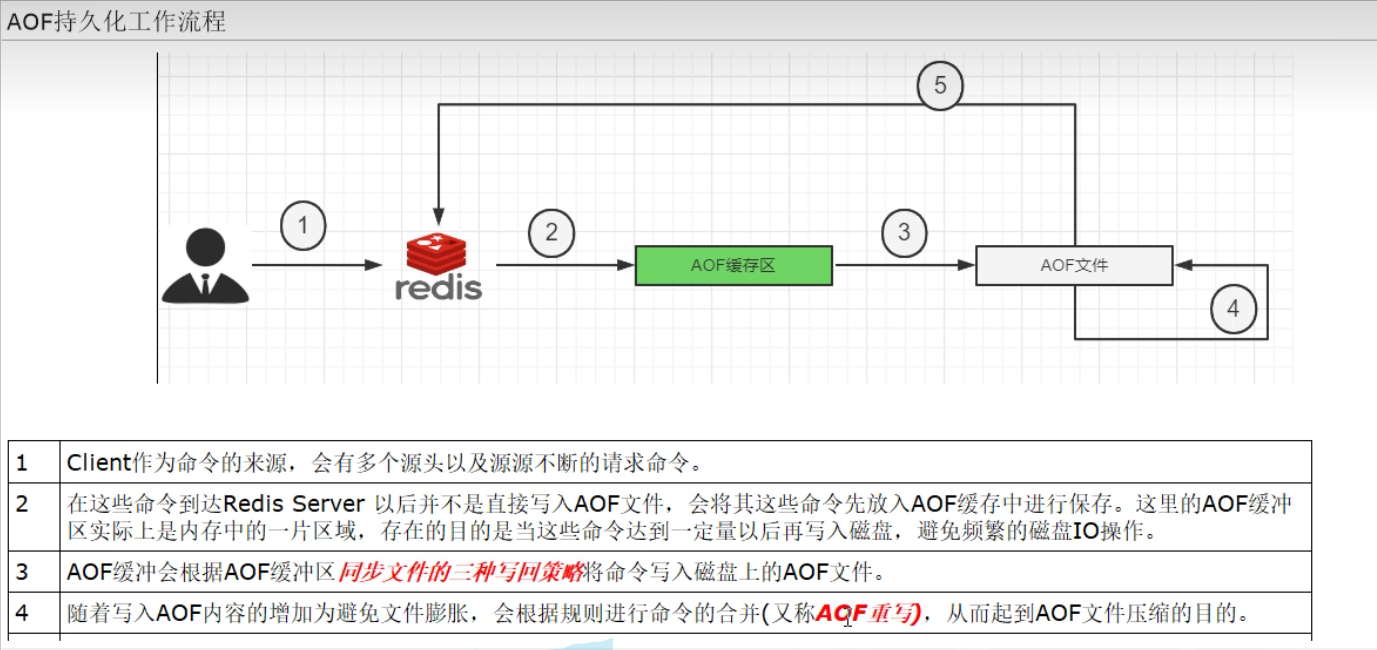 AOF持久化工作流程
5
1
2
3
redis
AOF缓存区
AOF文件
4
1 Client作为命令的来源，会有多个源头以及源源不断的请求命令。
2 在这些命令到达Redis Server 以后并不是直接写入AOF文件，会将其这些命令先放入AOF缓存中进行保存。这里的AOF缓冲
区实际上是内存中的一片区域，存在的目的是当这些命令达到一定量以后再写入磁盘，避免频繁的磁盘IO操作。
3 AOF缓冲会根据AOF缓冲区同步文件的三种写回策略将命令写入磁盘上的AOF文件。
4 随着写入AOF内容的增加为避免文件膨胀，会根据规则进行命令的合并(又称AOF重写)，从而起到AOF文件压缩的目的。